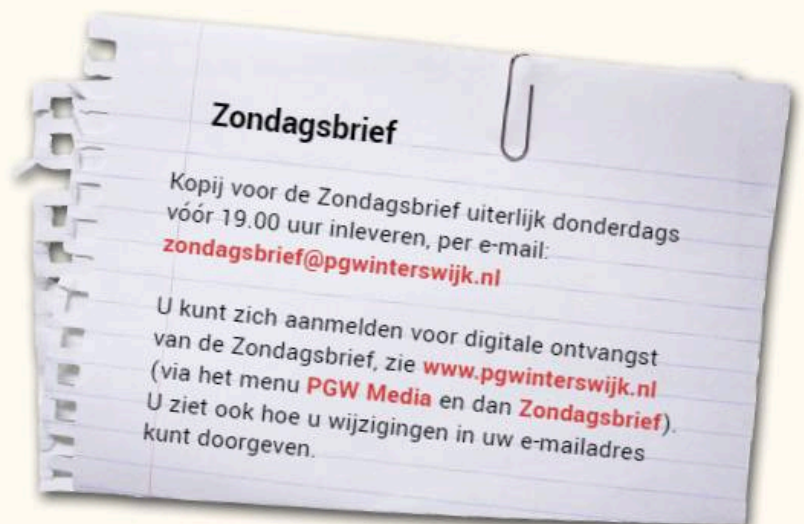 Zondagsbrief
Kopij voor de Zondagsbrief uiterlijk donderdags
vóór 19.00 uur inleveren, per e-mail:
zondagsbrief@pgwinterswijk.nl
U kunt zich aanmelden voor digitale ontvangst
van de Zondagsbrief, zie www.pgwinterswijk.nl
(via het menu PGW Media en dan Zondagsbrief).
U ziet ook hoe u wijzigingen in uw e-mailadres
kunt doorgeven.